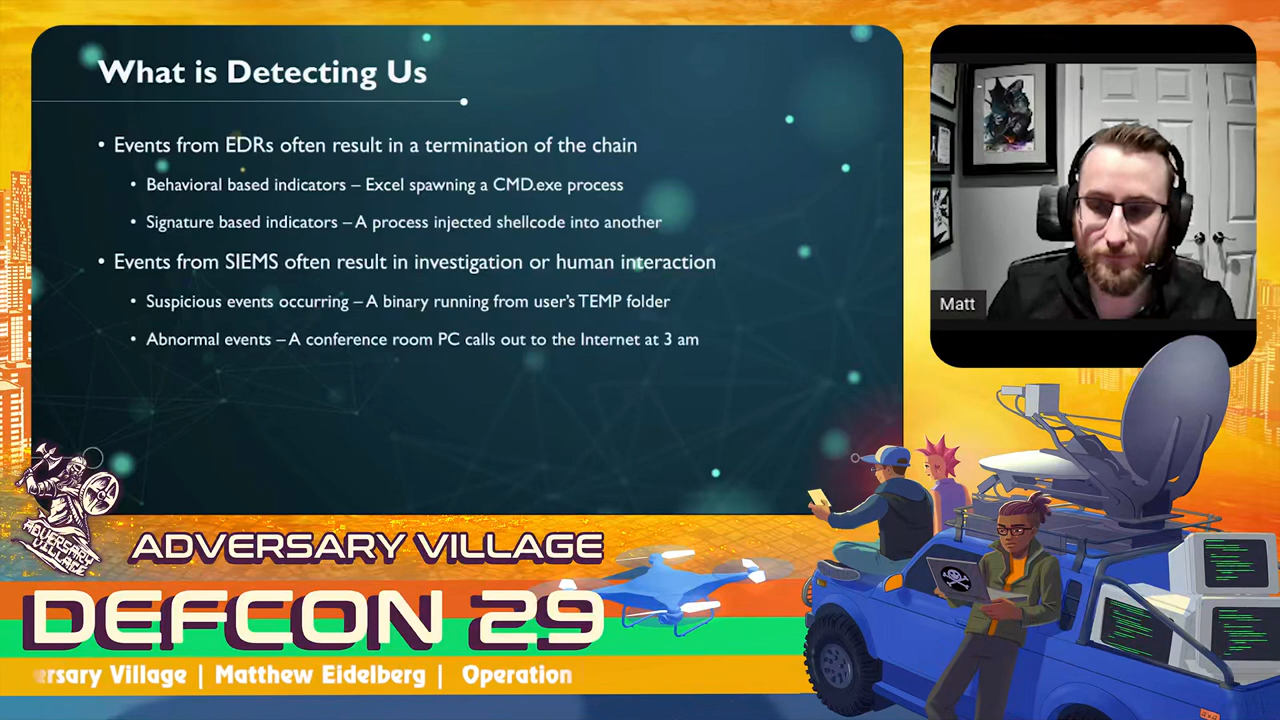 What is Detecting Us
• Events from EDRs often result in a termination of the chain
• Behavioral based indicators – Excel spawning a CMD.exe process
• Signature based indicators – A process injected shellcode into another
• Events from SIEMS often result in investigation or human interaction
• Suspicious events occurring – A binary running from user's TEMP folder
• Abnormal events – A conference room PC calls out to the Internet at 3 am
Matt
ADVERSARY
VILLAGE
ADVERSARY VILLAGE
DEFCON 29
ersary Village | Matthew Eidelberg | Operation